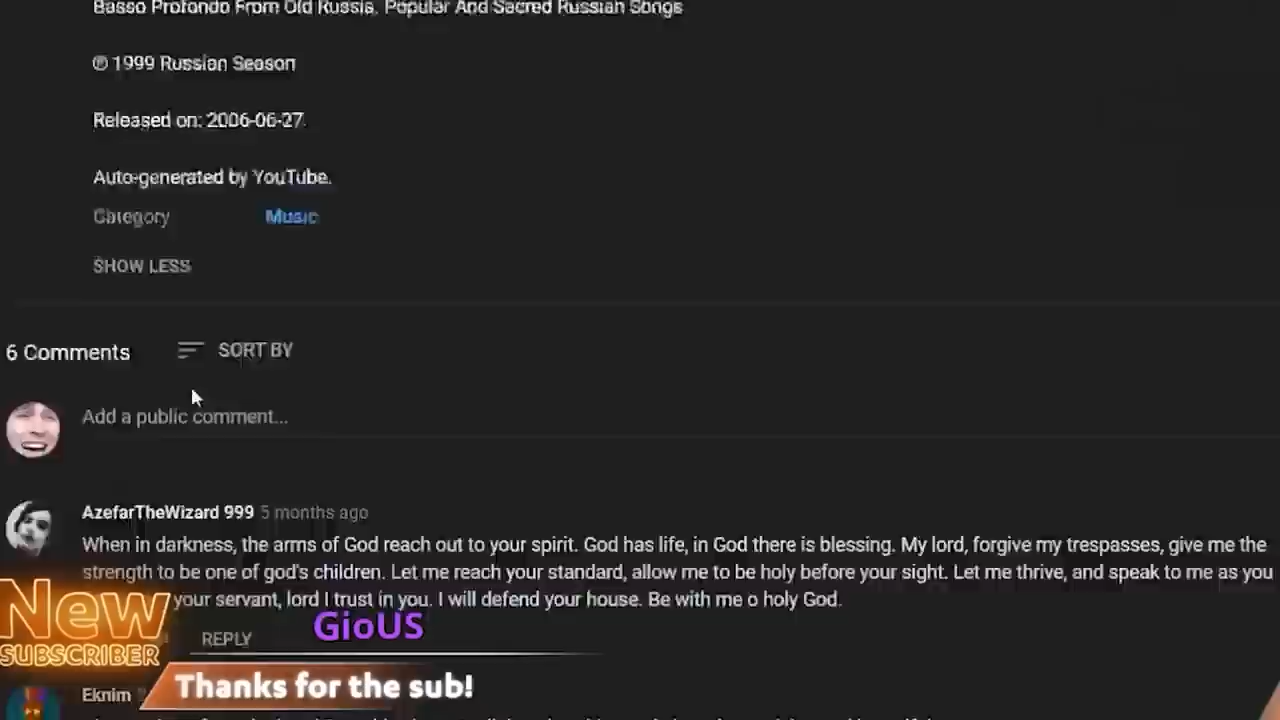 Basso Profondo From Old Russia. Popular And Sacred Russian Songs
℗ 1999 Russian Season
Released on: 2006-06-27
Auto-generated by YouTube.
Category Music
SHOW LESS
6 Comments SORT BY
Add a public comment...
AzefarTheWizard 999 5 months ago
When in darkness, the arms of God reach out to your spirit. God has life, in God there is blessing. My lord, forgive my trespasses, give me the
strength to be one of god's children. Let me reach your standard, allow me to be holy before your sight. Let me thrive, and speak to me as you
your servant, lord I trust in you. I will defend your house. Be with me o holy God.
New
SUBSCRIBER
REPLY
GioUS
Thanks for the sub!
Eknim